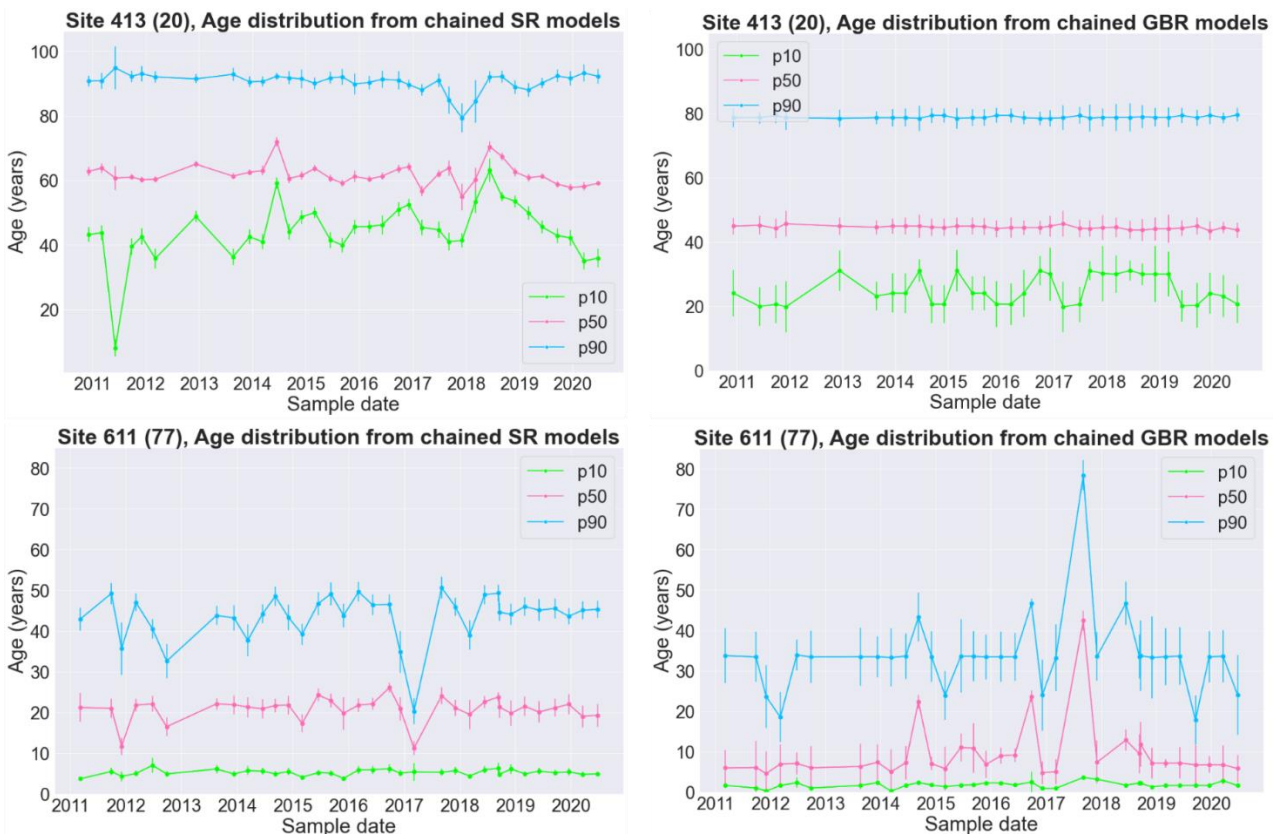 Site 413 (20), Age distribution from chained SR models
100
80
60
40
20
Age (years)
p10
p50
p90
2011 2012 2013 2014 2015 2016 2017 2018 2019 2020
Sample date
Site 413 (20), Age distribution from chained GBR models
100
80
60
40
20
0
Age (years)
p10
p50
p90
2011 2012 2013 2014 2015 2016 2017 2018 2019 2020
Sample date
Site 611 (77), Age distribution from chained SR models
80
70
60
50
40
30
20
10
0
Age (years)
p10
p50
p90
2011 2012 2013 2014 2015 2016 2017 2018 2019 2020
Sample date
Site 611 (77), Age distribution from chained GBR models
80
70
60
50
40
30
20
10
0
Age (years)
p10
p50
p90
2011 2012 2013 2014 2015 2016 2017 2018 2019 2020
Sample date